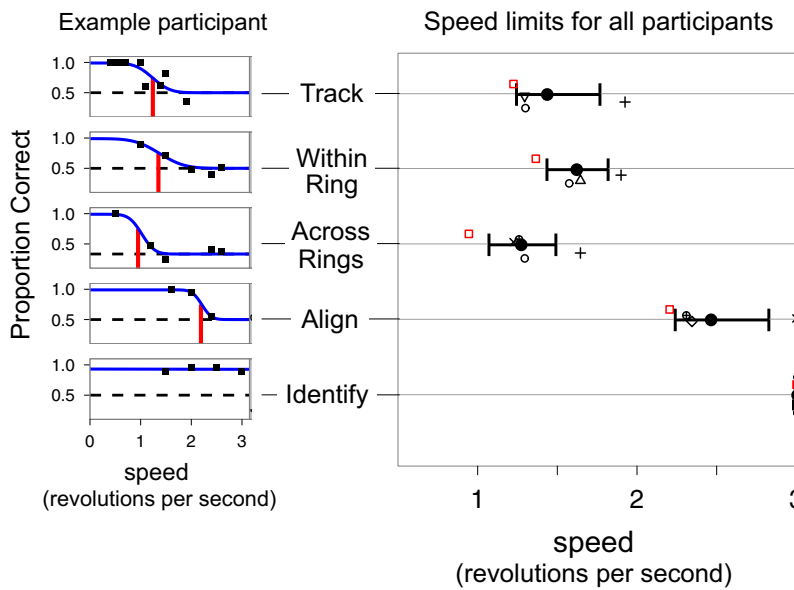 Example participant
Speed limits for all participants
Proportion Correct
1.0
0.5
Track
1.0
0.5
Within
Ring
1.0
0.5
Across
Rings
1.0
0.5
Align
1.0
0.5
Identify
0 1 2 3
speed
(revolutions per second)
1 2
speed
(revolutions per second)